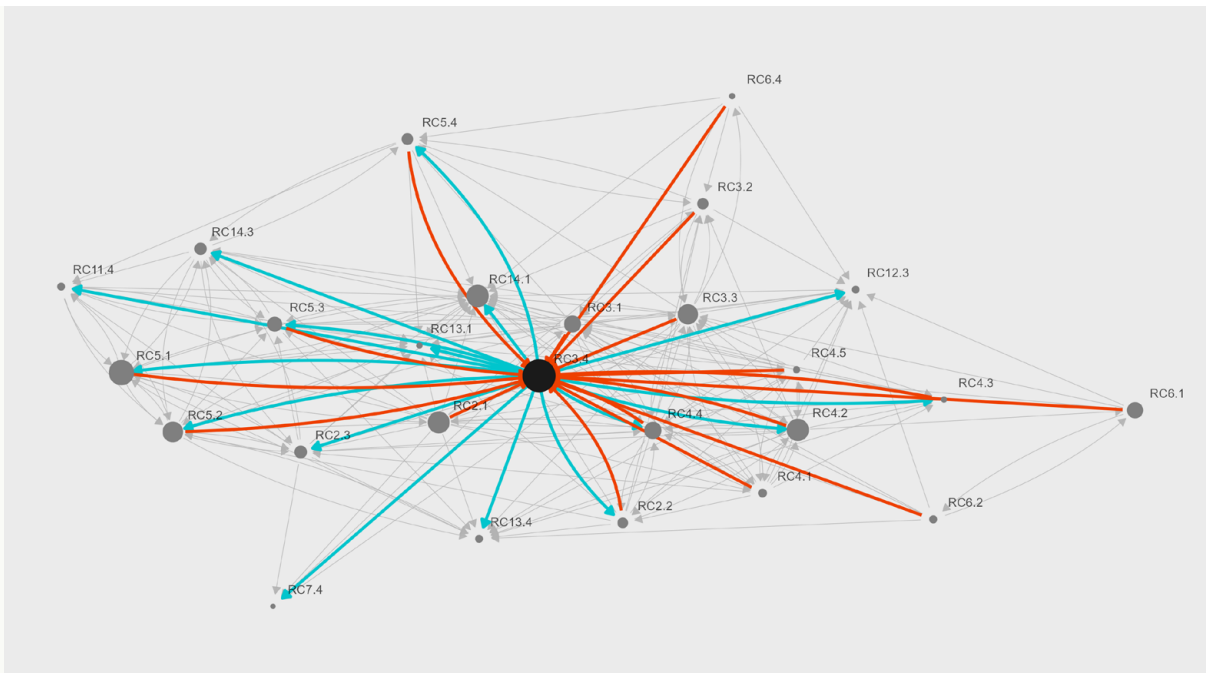 RC6.4
RC5.4
RC3.2
RC14.3
RC11.4
RC12.3
RC14.1
RC3.3
RC5.3
RC3.1
RC13.1
RC5.1
RC3.4
RC4.5
RC4.3
RC6.1
RC5.2
RC2.1
RC4.4
RC4.2
RC2.3
RC4.1
RC6.2
RC2.2
RC13.4
RC7.4